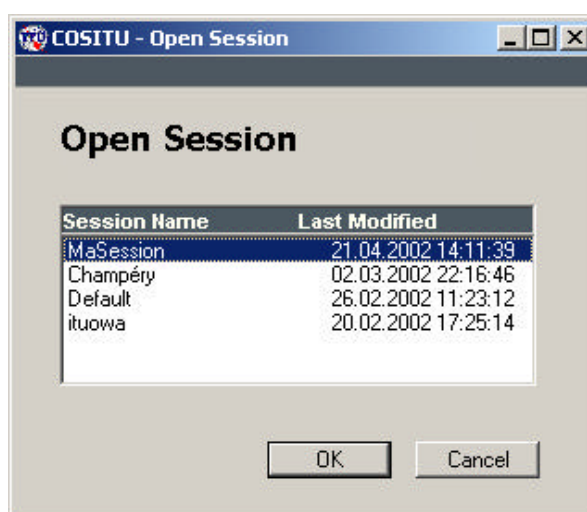 COSITU - Open Session
Open Session
Session Name Last Modified
MaSession 21.04.2002 14:11:39
Champéry 02.03.2002 22:16:46
Default 26.02.2002 11:23:12
ituowa 20.02.2002 17:25:14
OK Cancel